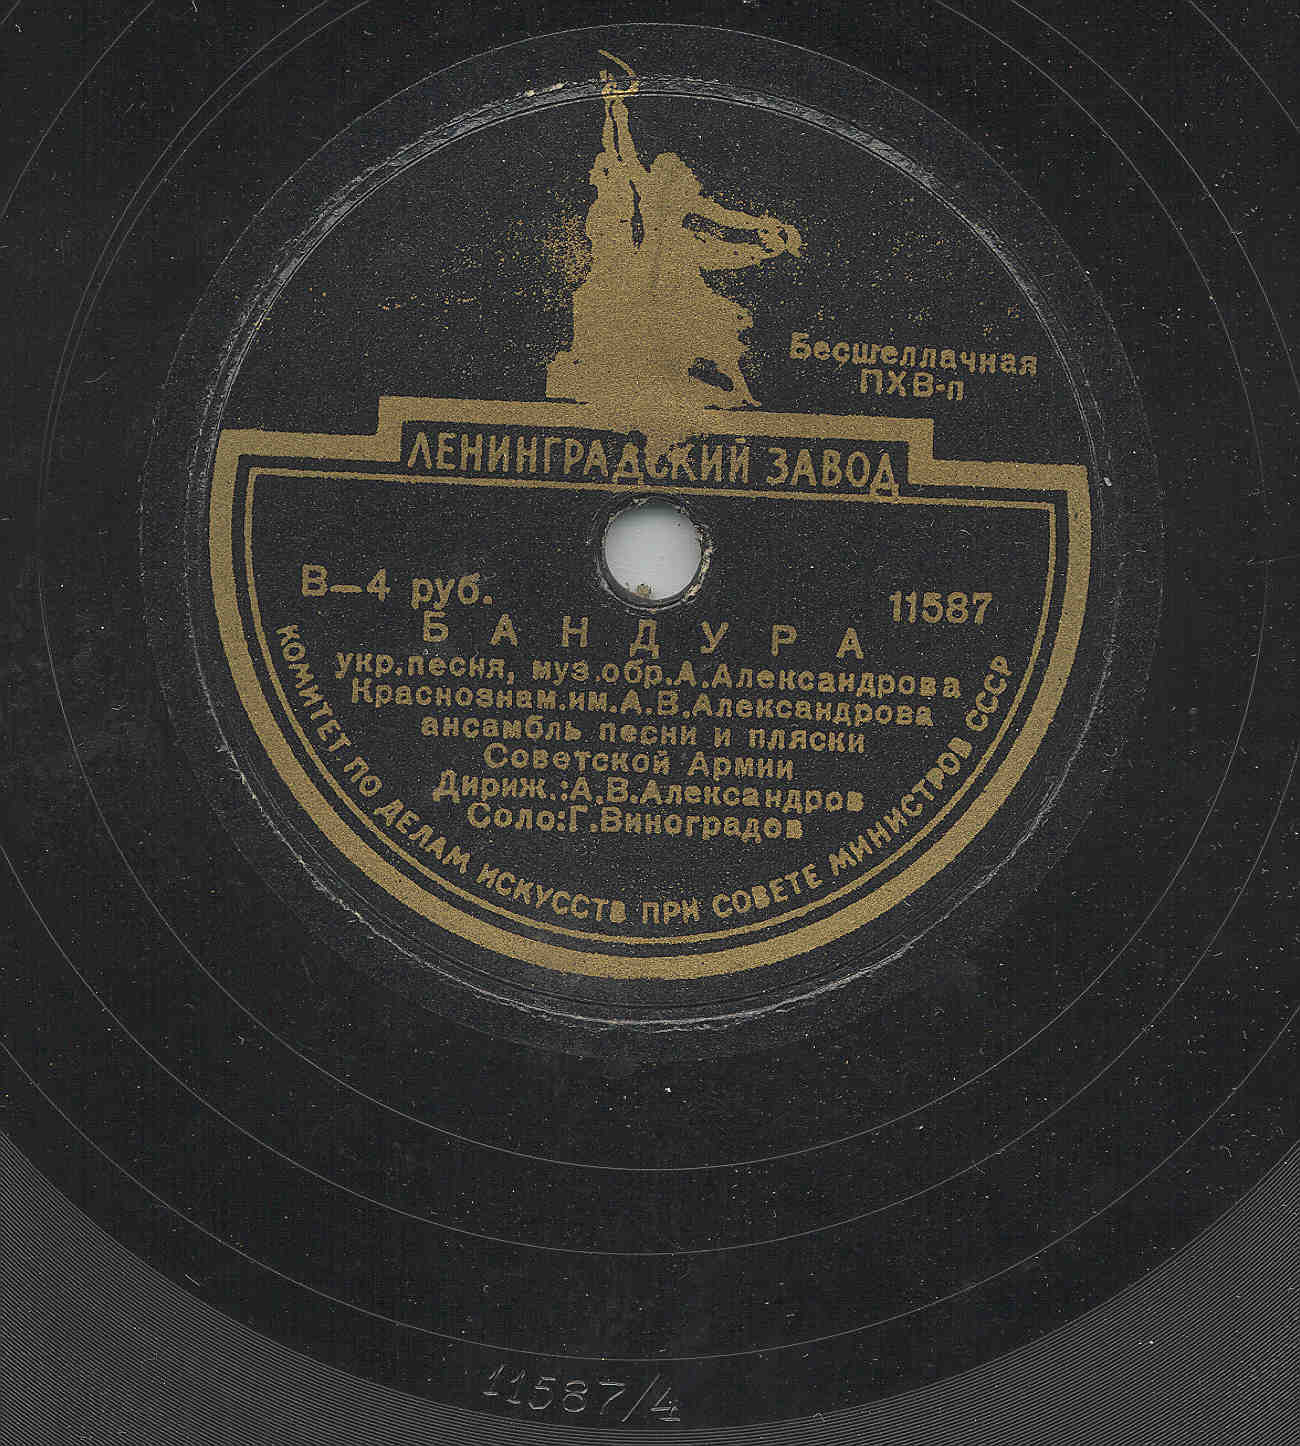 Бесшеллачная
ПХВ-п
ЛЕНИНГРАДСКИЙ ЗАВОД
В–4 руб.
11587
БАНДУРА
укр.песня, муз.обр.А.Александрова
Краснознам.им.А.В.Александрова
ансамбль песни и пляски
Советской Армии
Дириж.:А.В.Александров
Соло:Г.Виноградов
КОМИТЕТ ПО ДЕЛАМ ИСКУССТВ ПРИ СОВЕТЕ МИНИСТРОВ СССР
11587/4